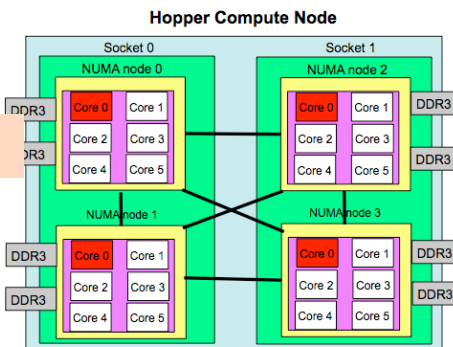 Hopper Compute Node
Socket 0
Socket 1
NUMA node 0
NUMA node 2
DDR3
Core 0
Core 1
Core 0
Core 1
DDR3
Core 2
Core 3
Core 2
Core 3
DR3
DDR3
Core 4
Core 5
Core 4
Core 5
NUMA node 1
NUMA node 3
DDR3
Core 0
Core 1
Core 0
Core 1
DDR3
Core 2
Core 3
Core 2
Core 3
DDR3
DDR3
Core 4
Core 5
Core 4
Core 5